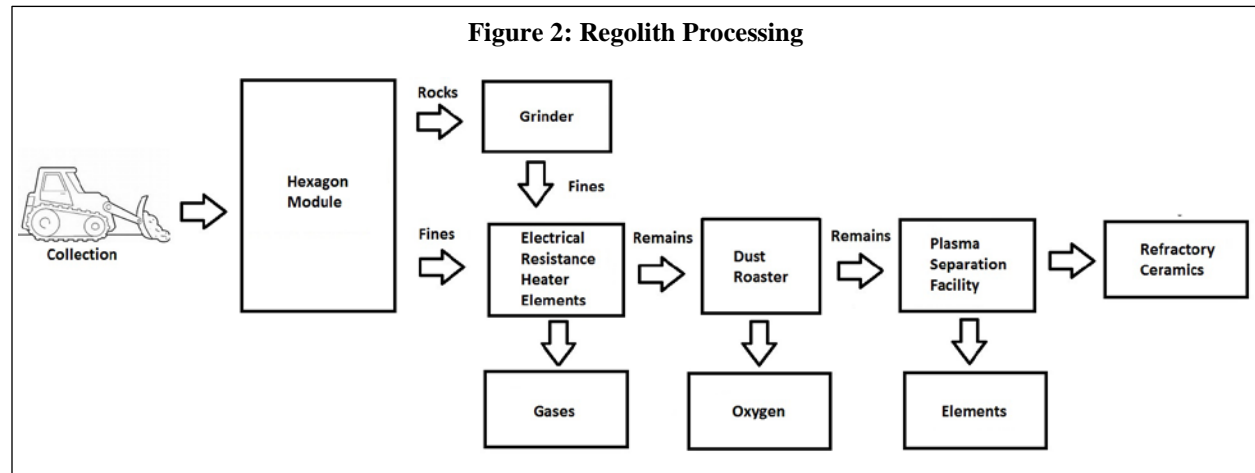 Figure 2: Regolith Processing
Rocks
Grinder
Hexagon
Module
Fines
Collection
Fines
Electrical
Resistance
Heater
Elements
Remains
Dust
Roaster
Remains
Plasma
Separation
Facility
Refractory
Ceramics
Gases
Oxygen
Elements